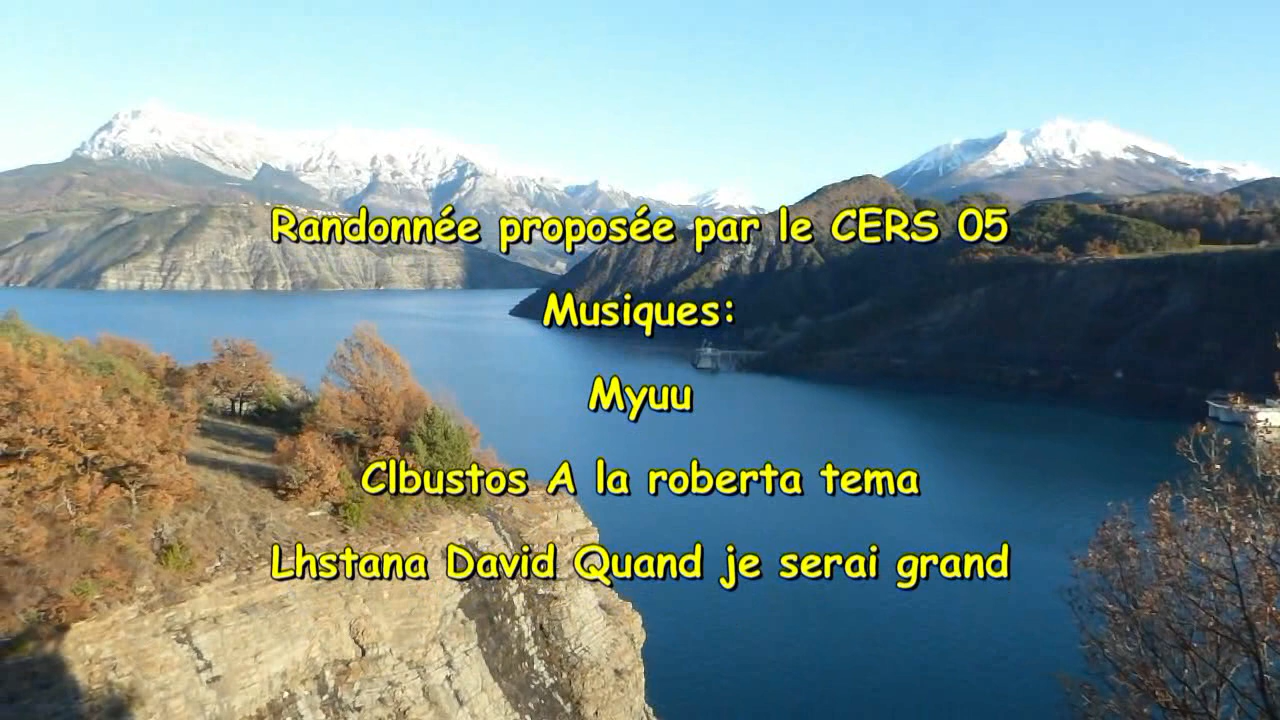 Randonnée proposée par le CERS 05
Musiques:
Myuu
Clbustos A la roberta tema
Lhstana David Quand je serai grand